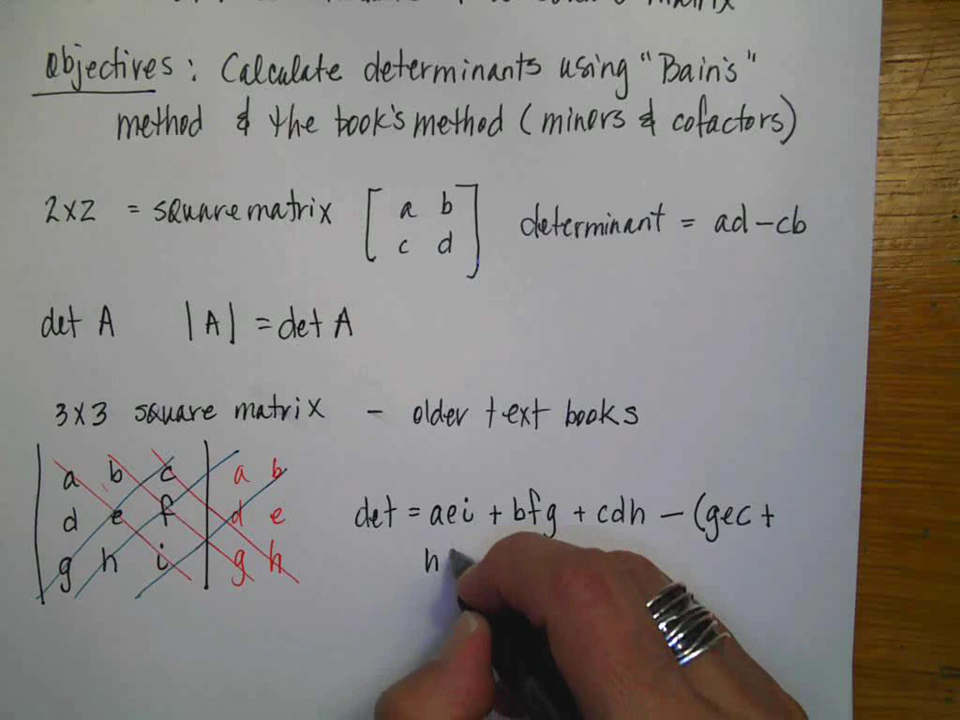 Objectives: Calculate determinants using "Bain's"
method & the book's method (minors & cofactors)
2x2 = square matrix [a b determinant = ad-cb
c d]
det A |A| = det A
3x3 square matrix - older text books
a b c a b
d e f d e det = aei + bfg + cdh - (gec +
g h i g h h